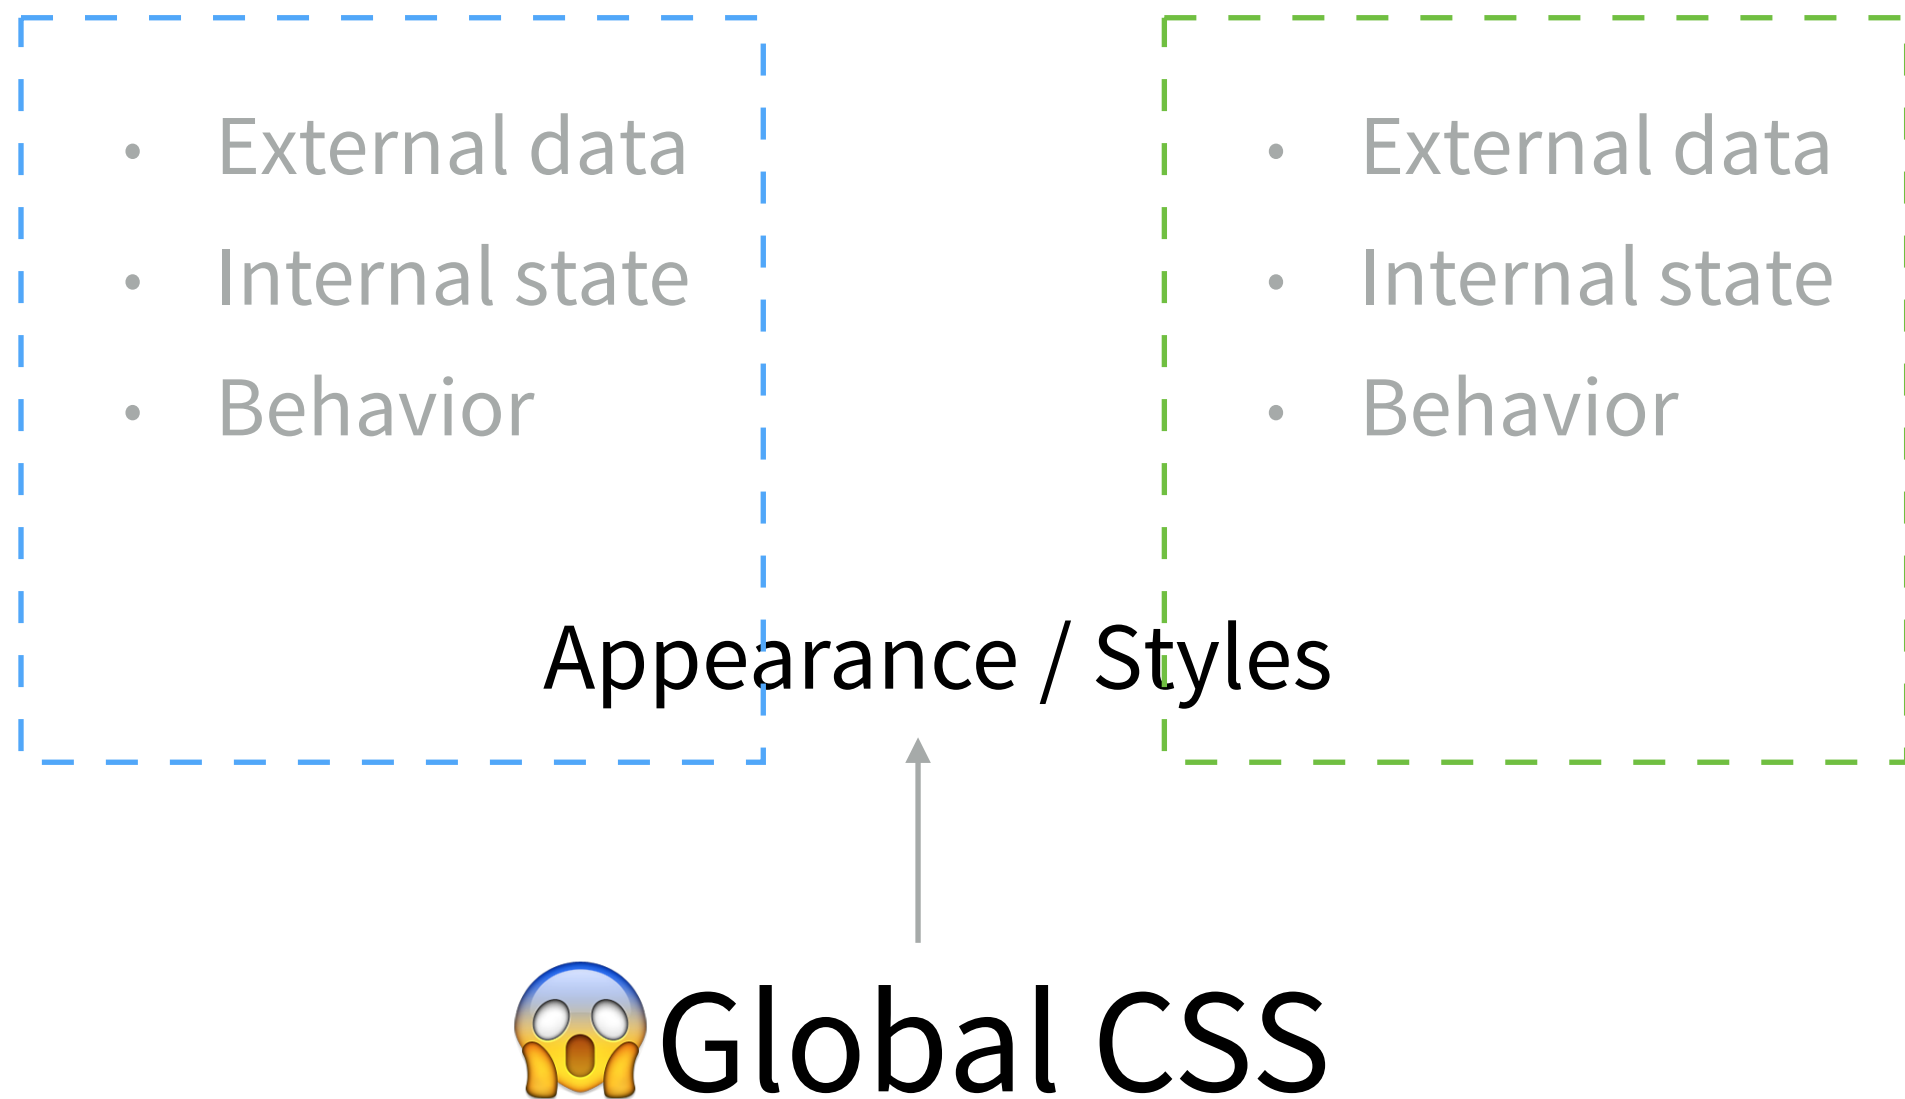 • External data
• Internal state
• Behavior
• External data
• Internal state
• Behavior
Appearance / Styles
😱Global CSS